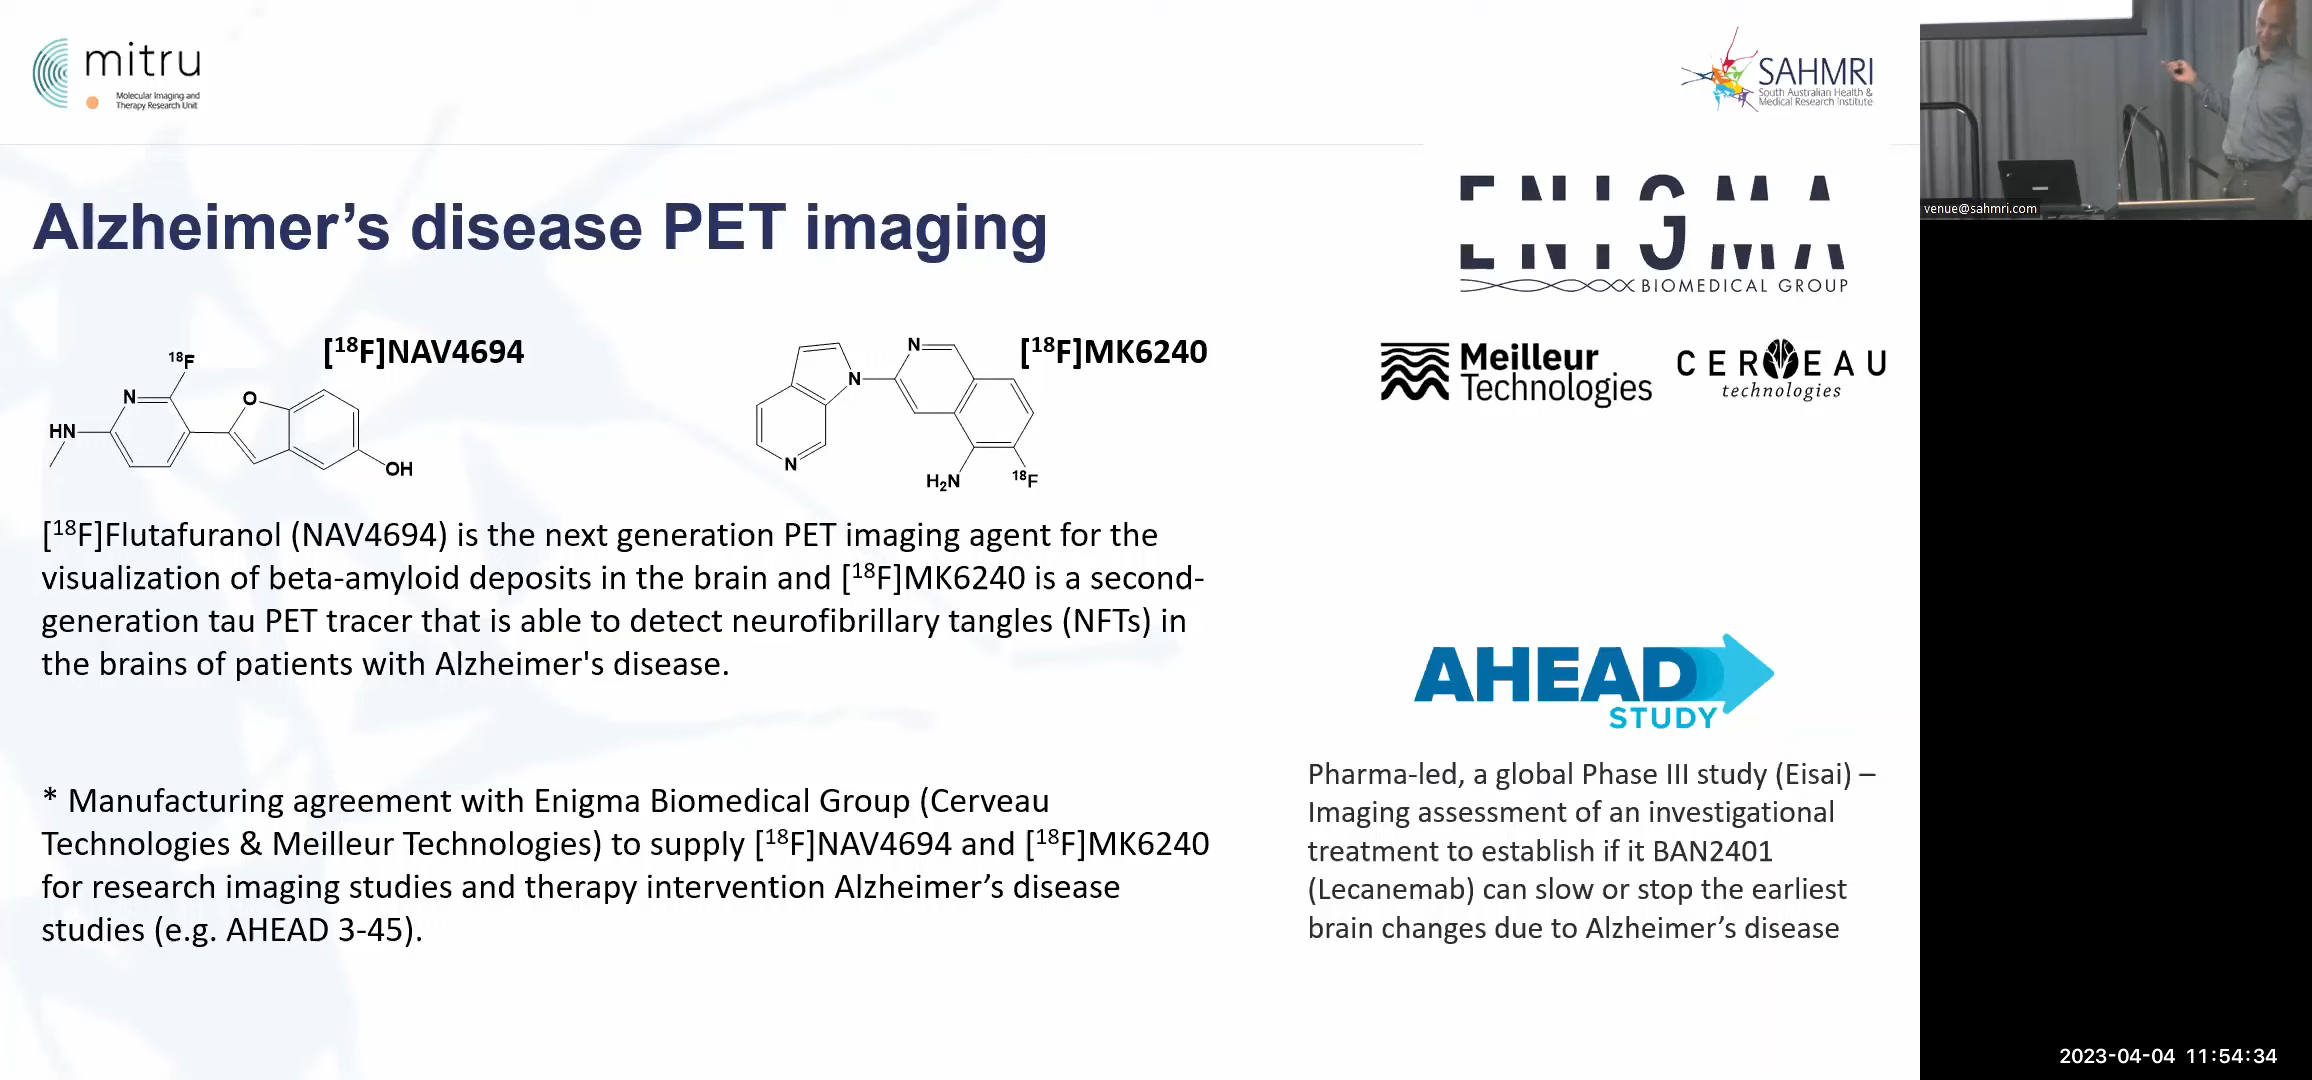 mitru
Molecular Imaging and
Therapy Research Unit
SAHMRI
South Australian Health &
Medical Research Institute
venue@sahmri.com
Alzheimer’s disease PET imaging
ENIGMA
BIOMEDICAL GROUP
[18F]NAV4694
[18F]MK6240
Meilleur
Technologies
CERVEAU
technologies
18F
N
O
HN
OH
N
N
N
H2N
18F
[18F]Flutafuranol (NAV4694) is the next generation PET imaging agent for the
visualization of beta-amyloid deposits in the brain and [18F]MK6240 is a second-
generation tau PET tracer that is able to detect neurofibrillary tangles (NFTs) in
the brains of patients with Alzheimer's disease.
AHEAD
STUDY
* Manufacturing agreement with Enigma Biomedical Group (Cerveau
Technologies & Meilleur Technologies) to supply [18F]NAV4694 and [18F]MK6240
for research imaging studies and therapy intervention Alzheimer’s disease
studies (e.g. AHEAD 3-45).
Pharma-led, a global Phase III study (Eisai) –
Imaging assessment of an investigational
treatment to establish if it BAN2401
(Lecanemab) can slow or stop the earliest
brain changes due to Alzheimer’s disease
2023-04-04 11:54:34